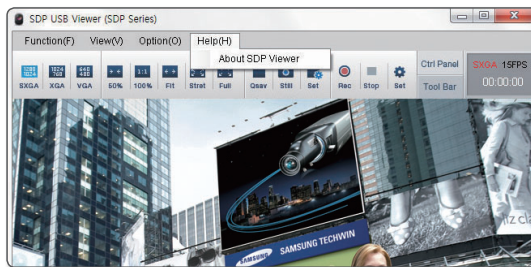 SDP USB Viewer (SDP Series)
Function(F) View(V) Option(O) Help(H)
About SDP Viewer
1280 1024 1024 768 640 480 1:1
SXGA XGA VGA 50% 100% Fit Stret Full Qsav Still Set Rec Stop Set
Ctrl Panel
Tool Bar
SXGA 15FPS
00:00:00
SAMSUNG SAMSUNG TECHWIN